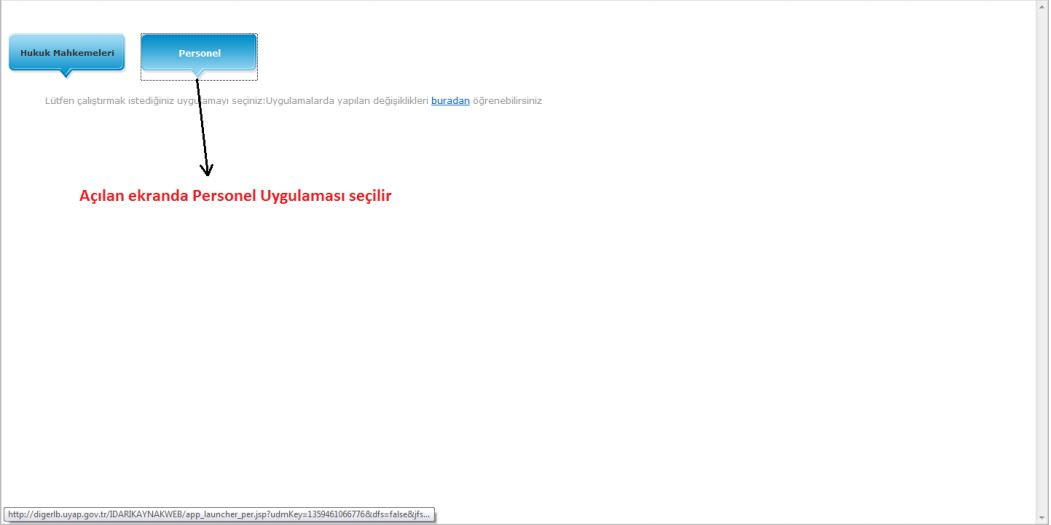 Hukuk Mahkemeleri
Personel
Lütfen çalıştırmak istediğiniz uygulamayı seçiniz:Uygulamalarda yapılan değişiklikleri buradan öğrenebilirsiniz
Açılan ekranda Personel Uygulaması seçilir
http://digerlb.uyap.gov.tr/IDARIKAYNAKWEB/app_launcher_per.jsp?udmKey=1359461066776&dfs=false&jfs...